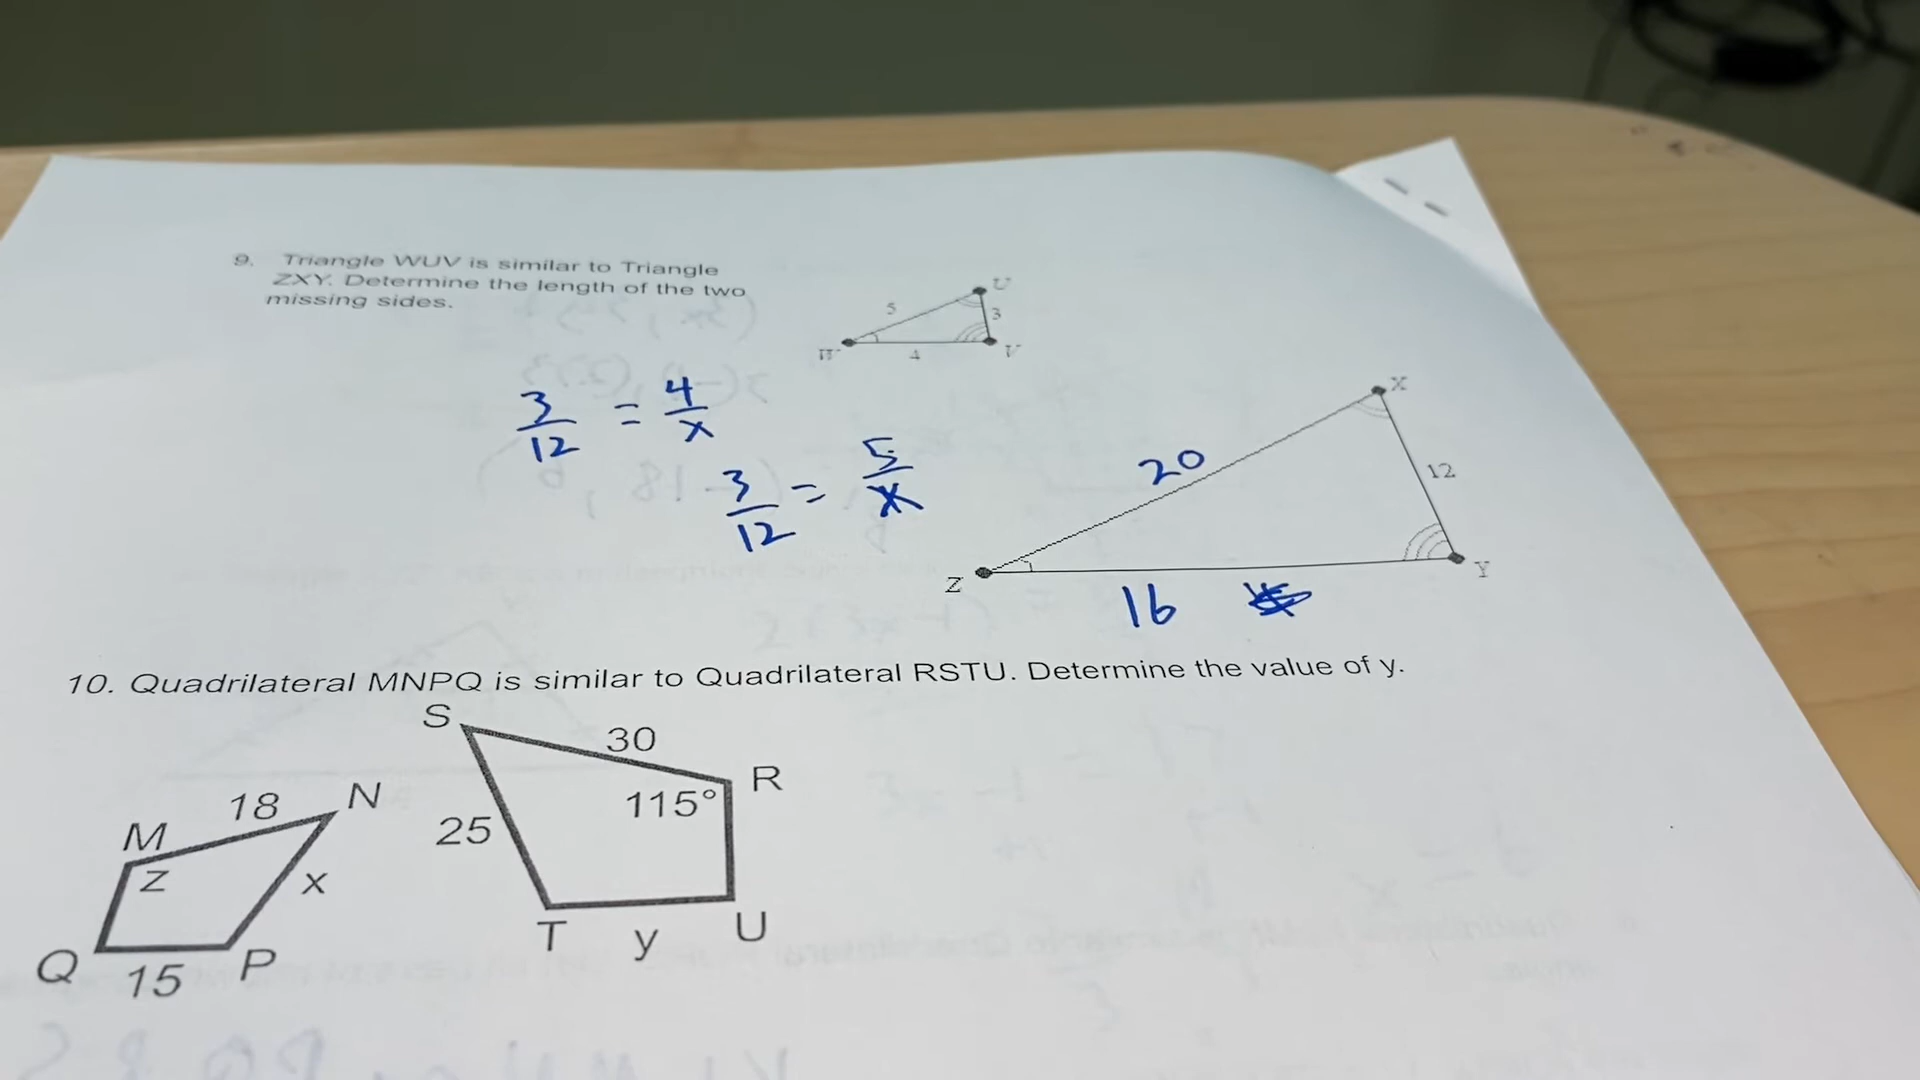 9. Triangle WUV is similar to Triangle
ZXY. Determine the length of the two
missing sides.
U
5
3
W
4
V
3/12 = 4/x
3/12 = 5/x
X
20
12
Z
Y
16
10. Quadrilateral MNPQ is similar to Quadrilateral RSTU. Determine the value of y.
S
30
R
115°
25
T
y
U
18
N
M
z
x
Q
15
P